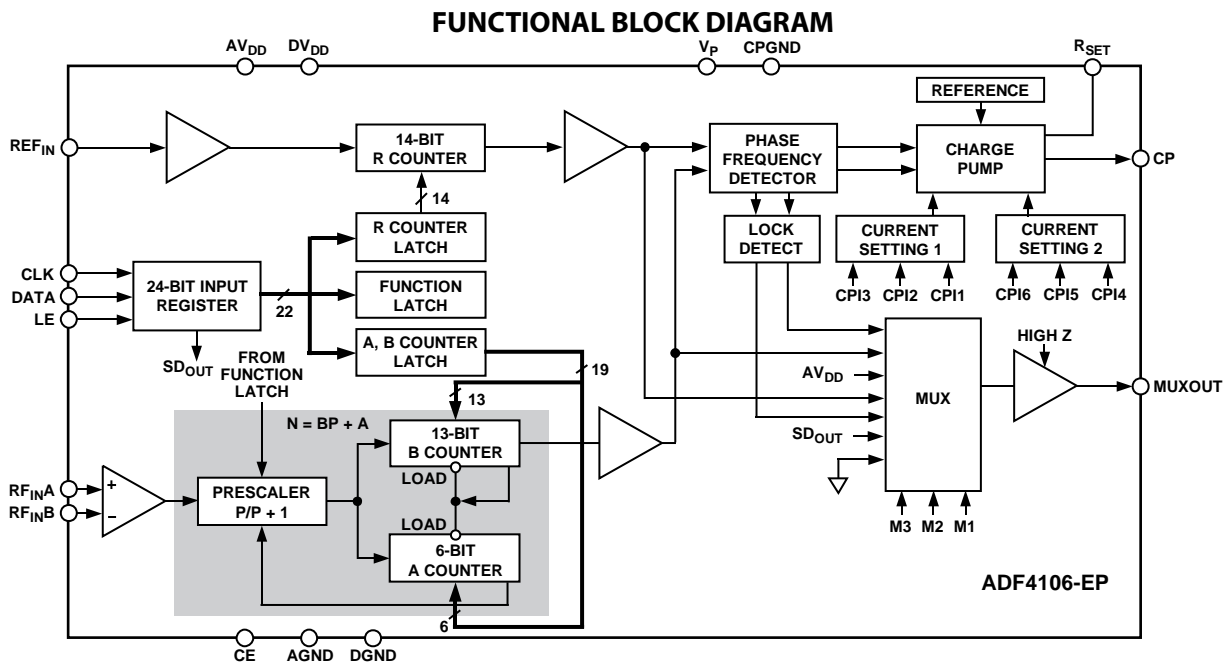 FUNCTIONAL BLOCK DIAGRAM
AVDD
DVDD
VP
CPGND
RSET
REFERENCE
REFIN
14-BIT
R COUNTER
PHASE
FREQUENCY
DETECTOR
CHARGE
PUMP
CP
14
R COUNTER
LATCH
LOCK
DETECT
CURRENT
SETTING 1
CURRENT
SETTING 2
CLK
DATA
LE
24-BIT INPUT
REGISTER
22
FUNCTION
LATCH
CPI3
CPI2
CPI1
CPI6
CPI5
CPI4
SDOUT
A, B COUNTER
LATCH
19
HIGH Z
FROM
FUNCTION
LATCH
13
AVDD
MUX
MUXOUT
N = BP + A
13-BIT
B COUNTER
SDOUT
LOAD
RFINA
RFINB
+
−
PRESCALER
P/P + 1
LOAD
6-BIT
A COUNTER
M3
M2
M1
6
ADF4106-EP
CE
AGND
DGND